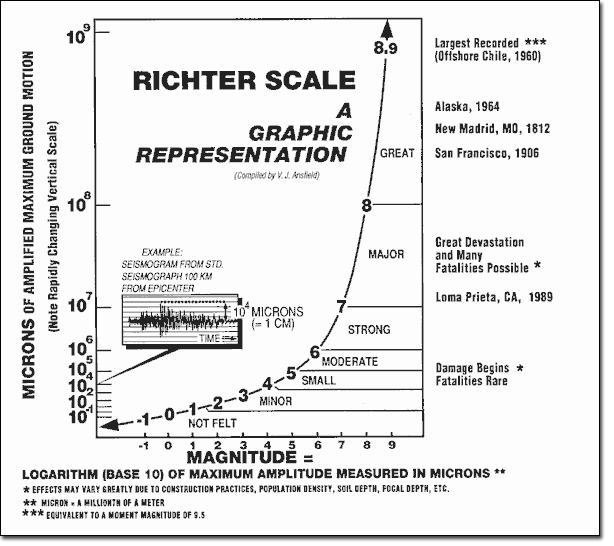 RICHTER SCALE
A
GRAPHIC
REPRESENTATION
(Compiled by V. J. Ansfield)
MICRONS OF AMPLIFIED MAXIMUM GROUND MOTION
(Note Rapidly Changing Vertical Scale)
10⁹
10⁸
10⁷
10⁶
10⁵
10⁴
10²
10⁻¹
EXAMPLE:
SEISMOGRAM FROM STD.
SEISMOGRAPH 100 KM
FROM EPICENTER
10⁴ MICRONS
(= 1 CM)
TIME
8.9
8
7
6
5
4
3
2
1
0
-1
GREAT
MAJOR
STRONG
MODERATE
SMALL
MINOR
NOT FELT
Largest Recorded ***
(Offshore Chile, 1960)
Alaska, 1964
New Madrid, MO, 1812
San Francisco, 1906
Great Devastation
and Many
Fatalities Possible *
Loma Prieta, CA, 1989
Damage Begins *
Fatalities Rare
-1 0 1 2 3 4 5 6 7 8 9
MAGNITUDE =
LOGARITHM (BASE 10) OF MAXIMUM AMPLITUDE MEASURED IN MICRONS **
* EFFECTS MAY VARY GREATLY DUE TO CONSTRUCTION PRACTICES, POPULATION DENSITY, SOIL DEPTH, FOCAL DEPTH, ETC.
** MICRON = A MILLIONTH OF A METER
*** EQUIVALENT TO A MOMENT MAGNITUDE OF 9.5